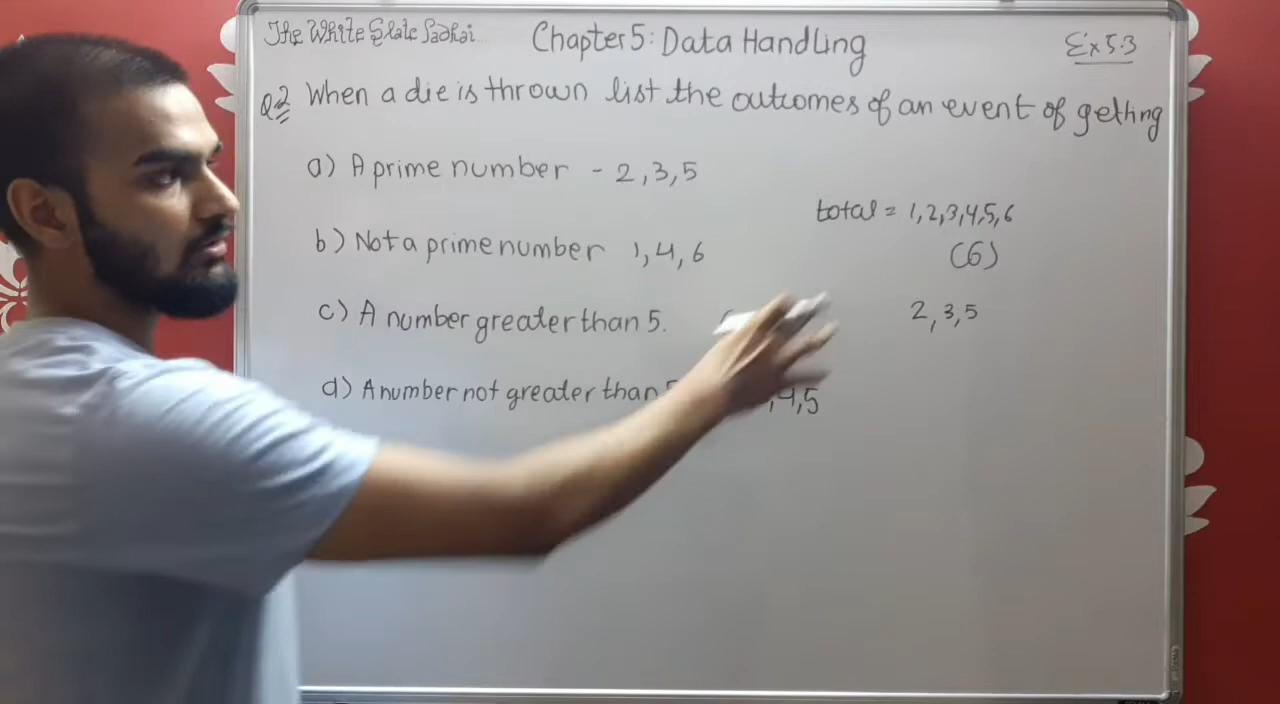 The White Slate Padhai
Chapter 5: Data Handling
Ex 5.3
Q2 When a die is thrown list the outcomes of an event of getting
a) A prime number - 2,3,5
total = 1,2,3,4,5,6
b) Not a prime number 1,4,6
(6)
c) A number greater than 5.
2,3,5
d) A number not greater than
,4,5